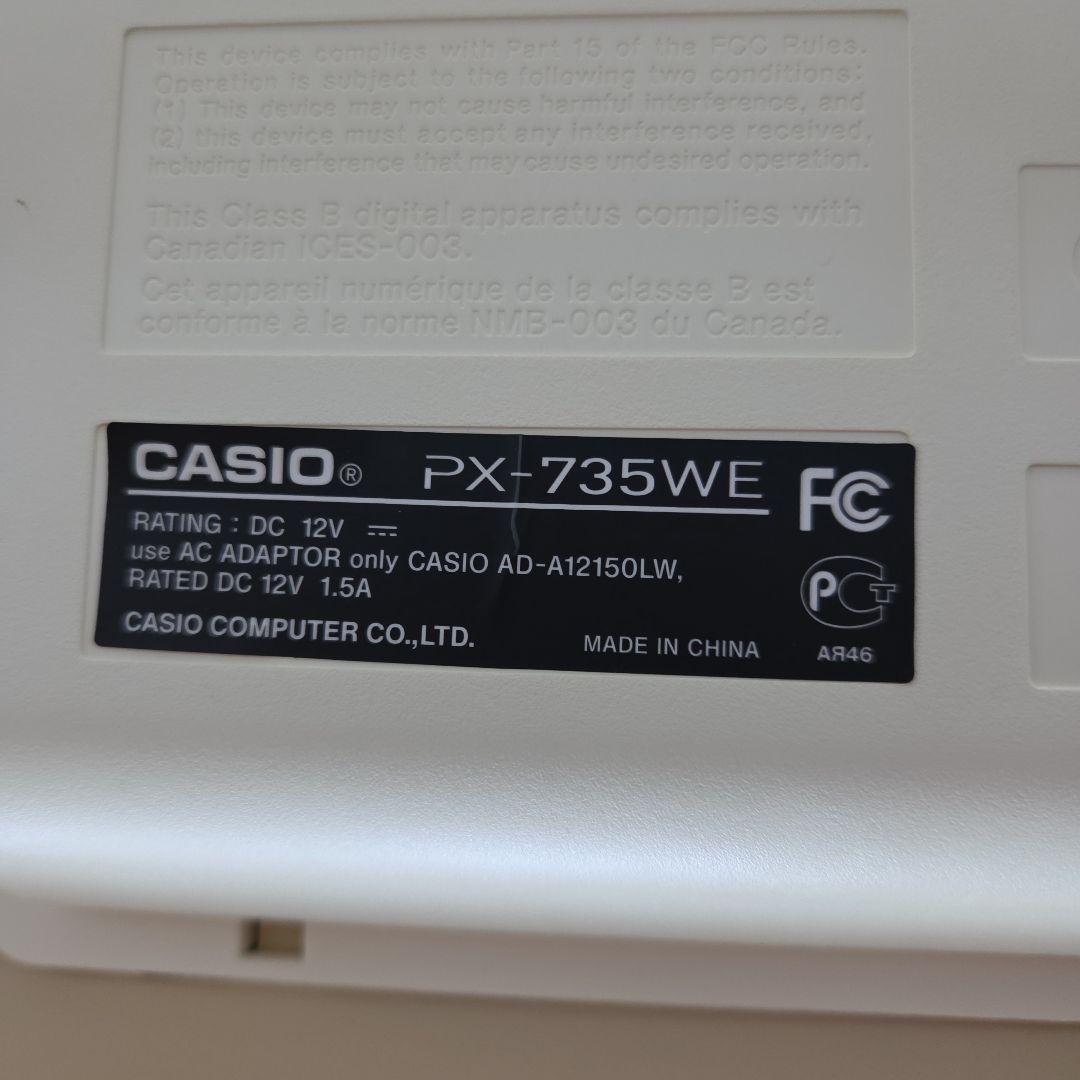 This device complies with Part 15 of the FCC Rules.
Operation is subject to the following two conditions:
(1) This device may not cause harmful interference, and
(2) this device must accept any interference received,
including interference that may cause undesired operation.
This Class B digital apparatus complies with
Canadian ICES-003.
Cet appareil numérique de la classe B est
conforme à la norme NMB-003 du Canada.
CASIO® PX-735WE FC
RATING : DC 12V ⎓
use AC ADAPTOR only CASIO AD-A12150LW,
RATED DC 12V 1.5A
PCT
CASIO COMPUTER CO.,LTD. MADE IN CHINA АЯ46